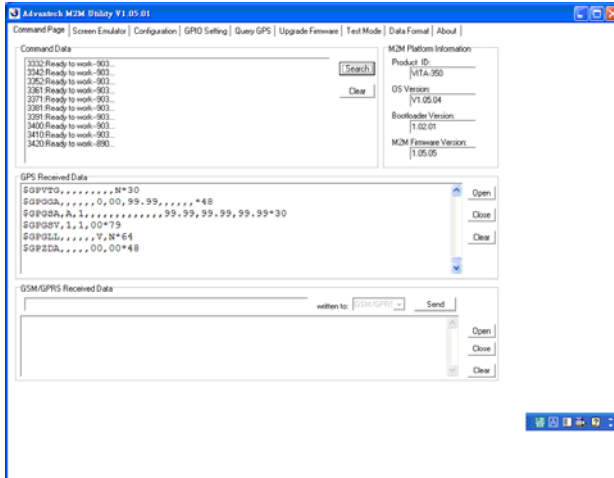 Advantech M2M Utility V1.05.01
Command Page Screen Emulator Configuration GPIO Setting Query GPS Upgrade Firmware Test Mode Data Format About
Command Data
3332:Ready to work--903...
3342:Ready to work--903...
3352:Ready to work--903...
3361:Ready to work--903...
3371:Ready to work--903...
3381:Ready to work--903...
3391:Ready to work--903...
3400:Ready to work--903...
3410:Ready to work--903...
3420:Ready to work--890...
Search
Clear
M2M Platform Information
Product ID:
VITA-350
OS Version:
V1.05.04
Bootloader Version:
1.02.01
M2M Firmware Version:
1.05.05
GPS Received Data
$GPVTG,,,,,,,,,N*30
$GPGGA,,,,,,0,00,99.99,,,,,,*48
$GPGSA,A,1,,,,,,,,,,,,,99.99,99.99,99.99*30
$GPGSV,1,1,00*79
$GPGLL,,,,,,V,N*64
$GPZDA,,,,,00,00*48
Open
Close
Clear
GSM/GPRS Received Data
written to: GSM/GPRS Send
Open
Close
Clear